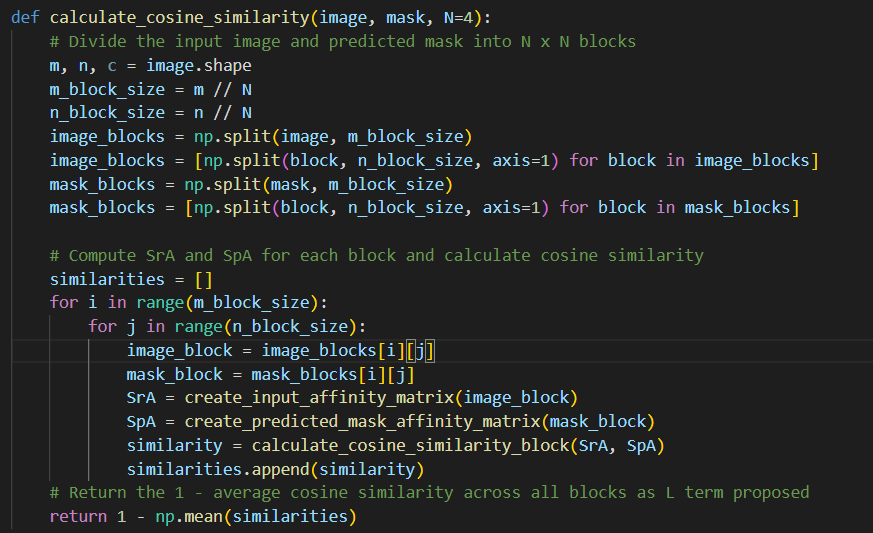 def calculate_cosine_similarity(image, mask, N=4):
    # Divide the input image and predicted mask into N x N blocks
    m, n, c = image.shape
    m_block_size = m // N
    n_block_size = n // N
    image_blocks = np.split(image, m_block_size)
    image_blocks = [np.split(block, n_block_size, axis=1) for block in image_blocks]
    mask_blocks = np.split(mask, m_block_size)
    mask_blocks = [np.split(block, n_block_size, axis=1) for block in mask_blocks]

    # Compute SrA and SpA for each block and calculate cosine similarity
    similarities = []
    for i in range(m_block_size):
        for j in range(n_block_size):
            image_block = image_blocks[i][j]
            mask_block = mask_blocks[i][j]
            SrA = create_input_affinity_matrix(image_block)
            SpA = create_predicted_mask_affinity_matrix(mask_block)
            similarity = calculate_cosine_similarity_block(SrA, SpA)
            similarities.append(similarity)
    # Return the 1 - average cosine similarity across all blocks as L term proposed
    return 1 - np.mean(similarities)